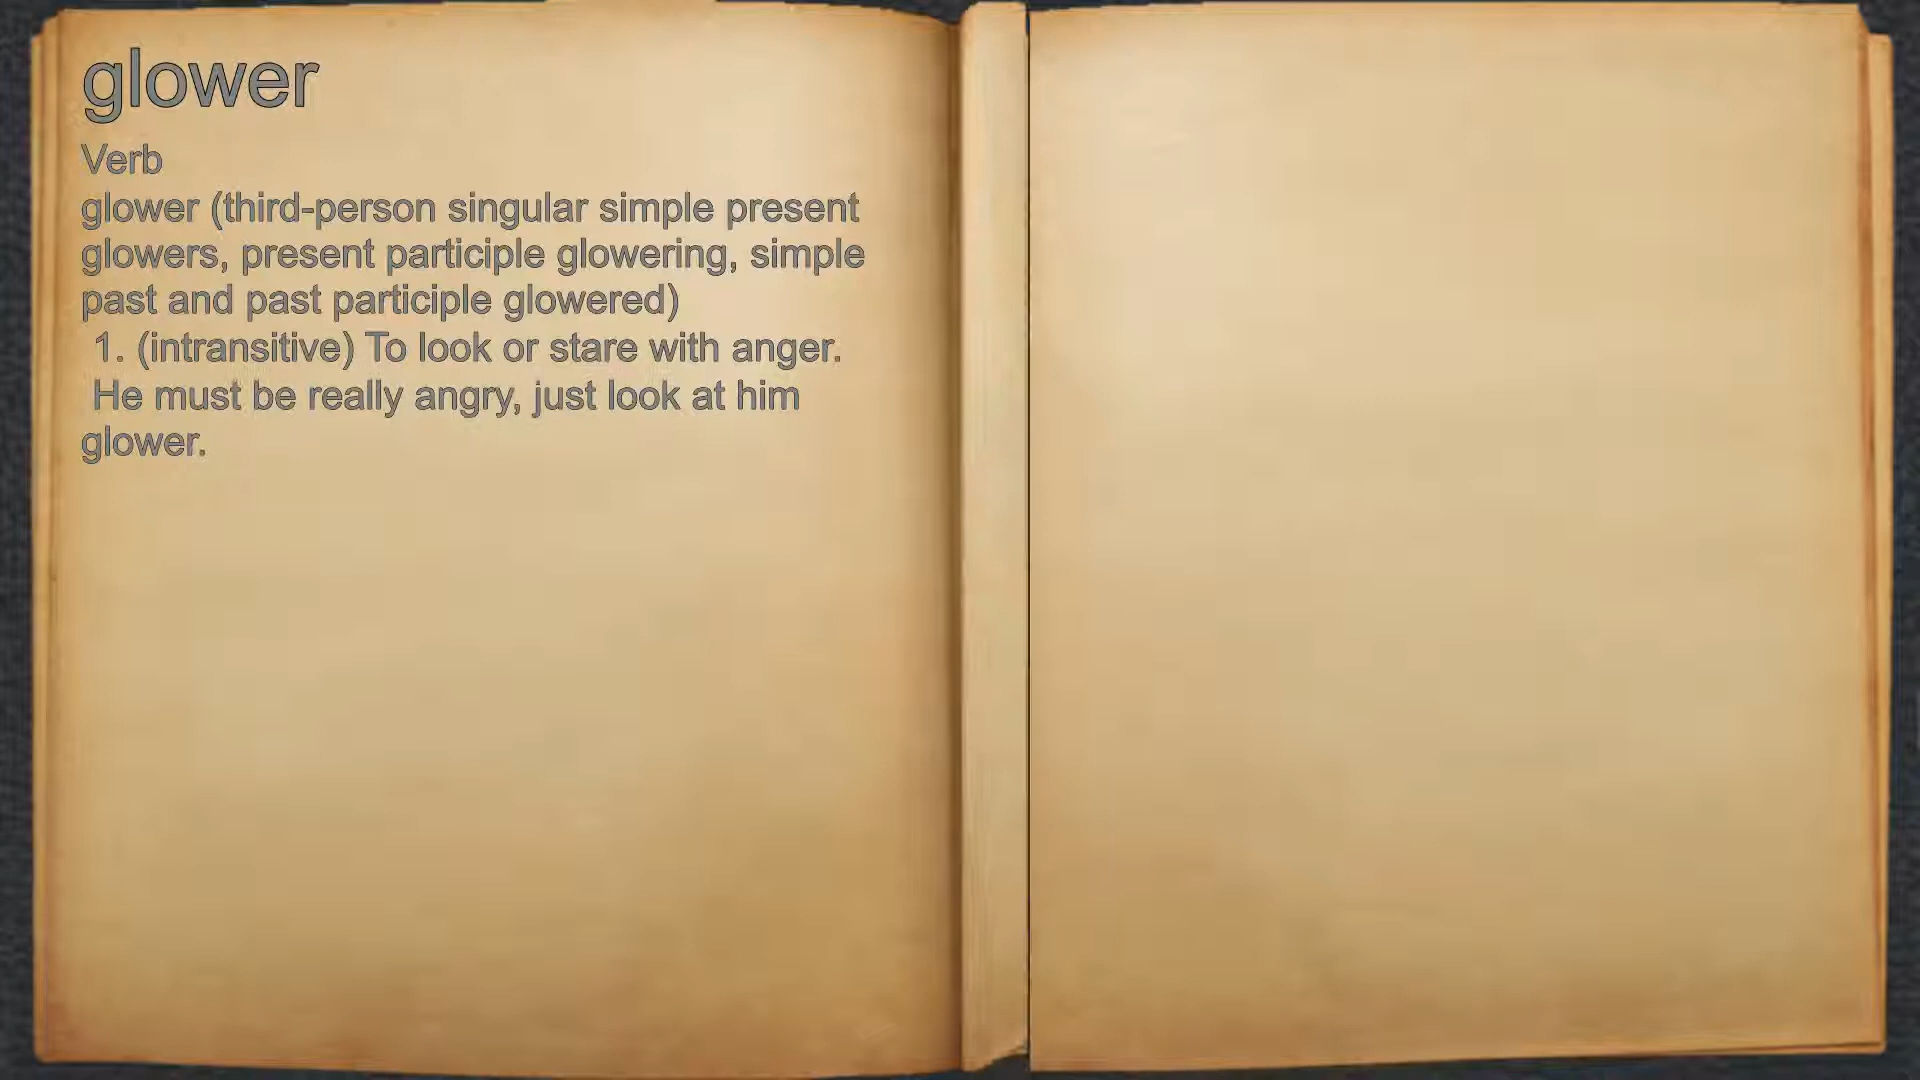 glower
Verb
glower (third-person singular simple present
glowers, present participle glowering, simple
past and past participle glowered)
1. (intransitive) To look or stare with anger.
He must be really angry, just look at him
glower.